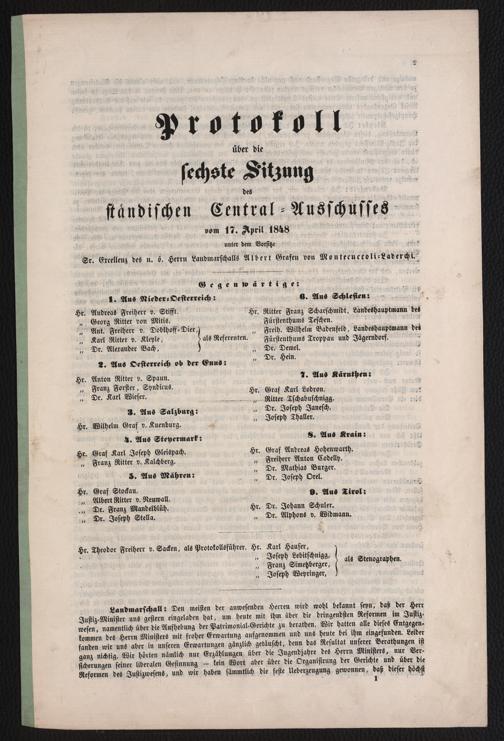 Protokoll
über die
sechste Sitzung
des
ständischen Central-Ausschusses
vom 17. April 1848
unter dem Vorsitze
Sr. Excellenz des n. ö. Herrn Landmarschalls Albert Grafen von Montecuccoli-Laderchi.
Gegenwärtige:
1. Aus Nieder-Oesterreich:
Hr. Andreas Freiherr v. Stifft.
„ Georg Ritter von Mitis.
„ Ant. Freiherr v. Doblhoff-Dier,
„ Karl Ritter v. Kleyle,
„ Dr. Alexander Bach,
als Referenten.
2. Aus Oesterreich ob der Enns:
Hr. Anton Ritter v. Spaun.
„ Franz Forster, Syndicus.
„ Dr. Karl Wieser.
3. Aus Salzburg:
Hr. Wilhelm Graf v. Kuenburg.
4. Aus Steyermark:
Hr. Graf Karl Joseph Gleispach.
„ Franz Ritter v. Kalchberg.
5. Aus Mähren:
Hr. Graf Stockau.
„ Albert Ritter v. Neuwall.
„ Dr. Franz Mandelblüh.
„ Dr. Joseph Stella.
6. Aus Schlesien:
Hr. Ritter Franz Scharschmidt, Landeshauptmann des
Fürstenthums Teschen.
„ Freih. Wilhelm Badenfeld, Landeshauptmann des
Fürstenthums Troppau und Jägerndorf.
„ Dr. Demel.
„ Dr. Hein.
7. Aus Kärnthen:
Hr. Graf Karl Lodron.
„ Ritter Tschabuschnigg.
„ Dr. Joseph Janesch.
„ Joseph Thaller.
8. Aus Krain:
Hr. Graf Andreas Hohenwarth.
„ Freiherr Anton Codelly.
„ Dr. Mathias Burger.
„ Dr. Joseph Orel.
9. Aus Tirol:
Hr. Dr. Johann Schuler.
„ Dr. Alphons v. Widmann.
Hr. Theodor Freiherr v. Sacken, als Protokollsführer.
Hr. Karl Hauser,
„ Joseph Leditschnigg,
„ Franz Simetzberger,
„ Joseph Weyringer,
als Stenographen.
Landmarschall: Den meisten der anwesenden Herren wird wohl bekannt seyn, daß der Herr
Justiz-Minister uns gestern eingeladen hat, um heute mit ihm über die dringendsten Reformen im Justiz-
wesen, namentlich über die Aufhebung der Patrimonial-Gerichte zu berathen. Wir hatten alle dieses Entgegen-
kommen des Herrn Ministers mit froher Erwartung aufgenommen und uns heute bei ihm eingefunden. Leider
fanden wir uns aber in unseren Erwartungen gänzlich getäuscht, denn das Resultat unserer Berathungen ist
ganz nichtig. Wir hörten nämlich nur Erzählungen über die Jugendjahre des Herrn Ministers, nur Ver-
sicherungen seiner liberalen Gesinnung — kein Wort aber über die Organisirung der Gerichte und über die
Reformen des Justizwesens, und wir haben sämmtlich die feste Ueberzeugung gewonnen, daß dieser höchst
1